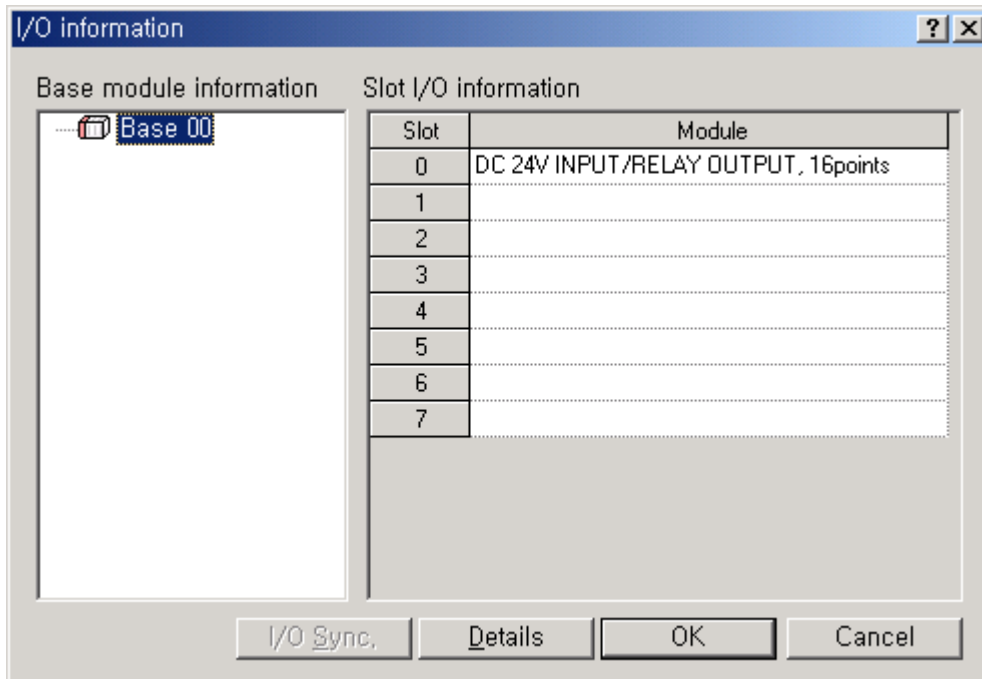 I/O information
Base module information
Slot I/O information
Base 00
Slot Module
0 DC 24V INPUT/RELAY OUTPUT, 16points
1
2
3
4
5
6
7
I/O Sync, Details OK Cancel